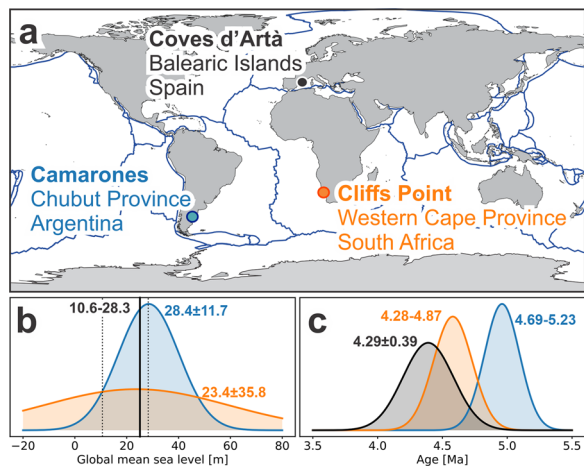 a
Coves d’Artà
Balearic Islands
Spain
Camarones
Chubut Province
Argentina
Cliffs Point
Western Cape Province
South Africa
b
10.6-28.3
28.4±11.7
23.4±35.8
−20 0 20 40 60 80
Global mean sea level [m]
c
4.28-4.87
4.69-5.23
4.29±0.39
3.5 4.0 4.5 5.0 5.5
Age [Ma]